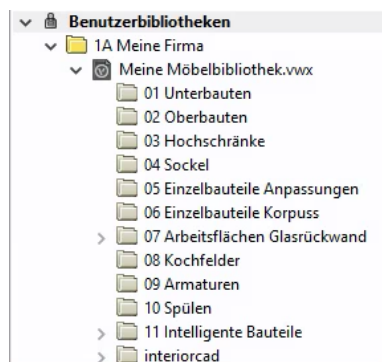 Benutzerbibliotheken
1A Meine Firma
Meine Möbelbibliothek.vwx
01 Unterbauten
02 Oberbauten
03 Hochschränke
04 Sockel
05 Einzelbauteile Anpassungen
06 Einzelbauteile Korpuss
07 Arbeitsflächen Glasrückwand
08 Kochfelder
09 Armaturen
10 Spülen
11 Intelligente Bauteile
interiorcad